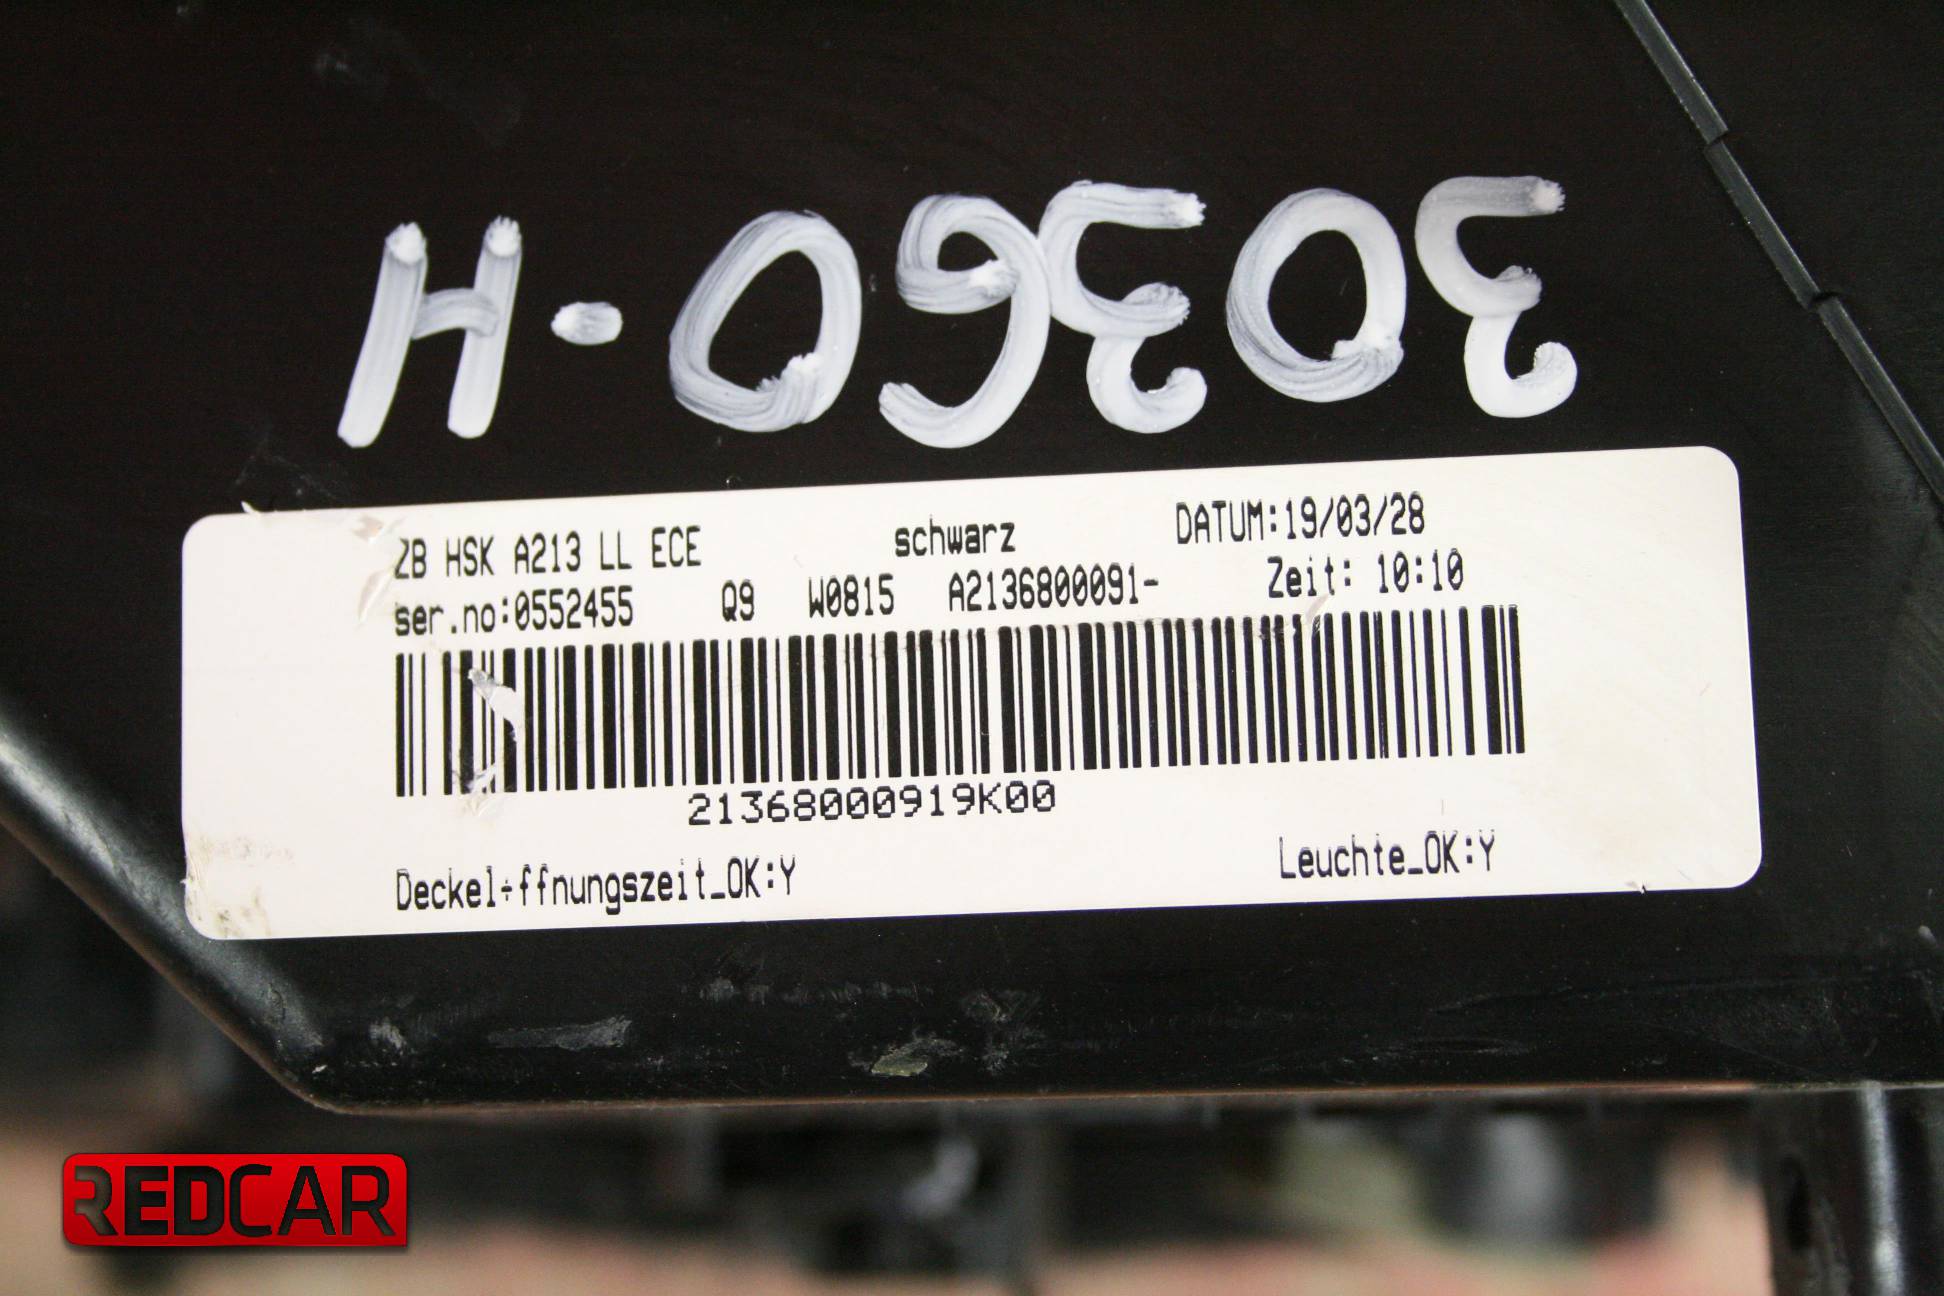 30360-H
ZB HSK A213 LL ECE schwarz DATUM:19/03/28
ser.no:0552455 Q9 W0815 A2136800091- Zeit: 10:10
21368000919K00
Deckel÷ffnungszeit_OK:Y Leuchte_OK:Y
REDCAR